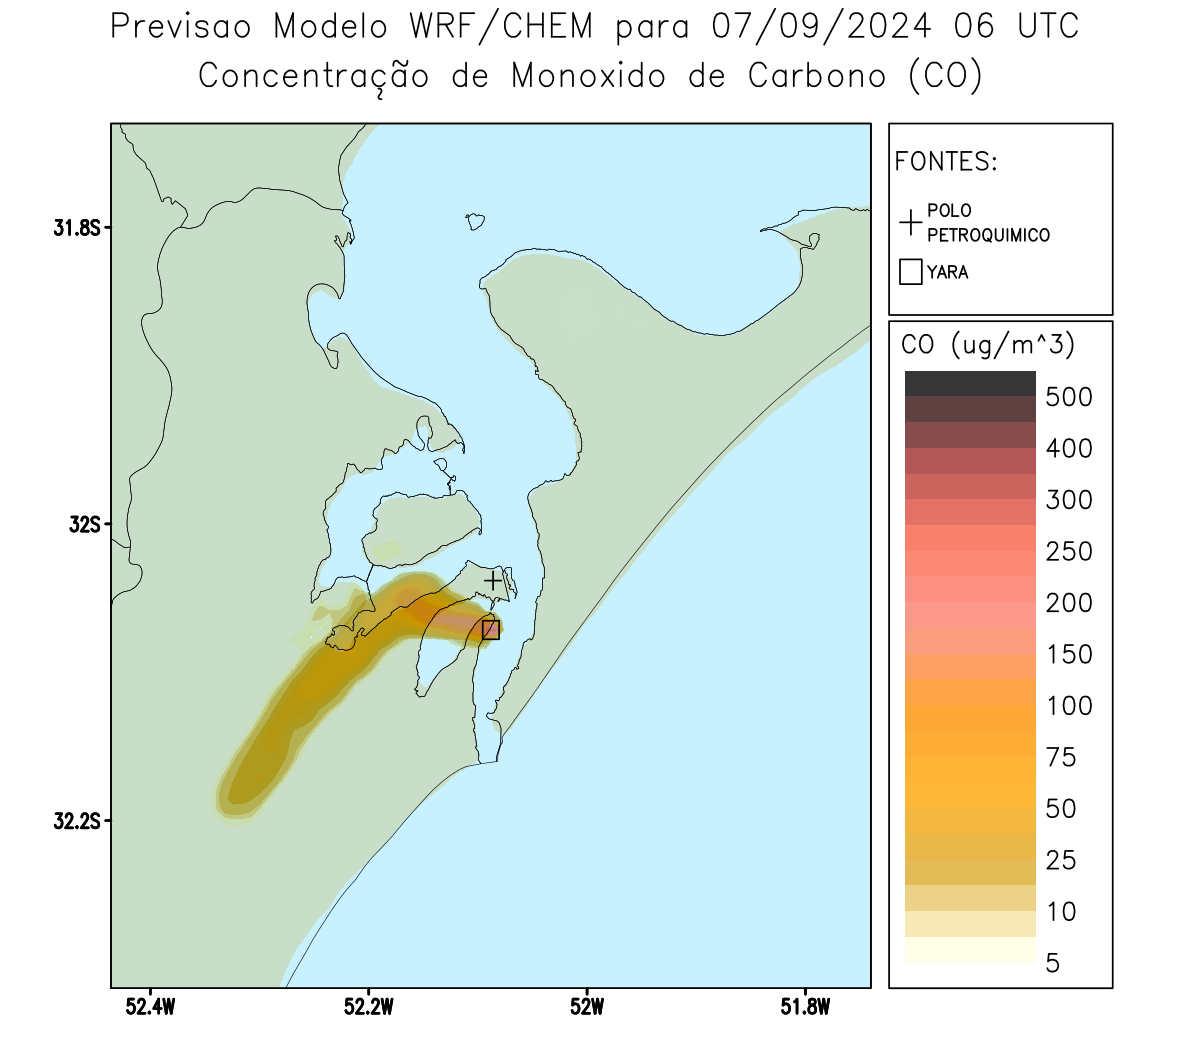 Previsao Modelo WRF/CHEM para 07/09/2024 06 UTC
Concentração de Monoxido de Carbono (CO)
FONTES:
POLO
PETROQUIMICO
YARA
CO (ug/m^3)
500
400
300
250
200
150
100
75
50
25
10
5
31.8S
32S
32.2S
52.4W
52.2W
52W
51.8W